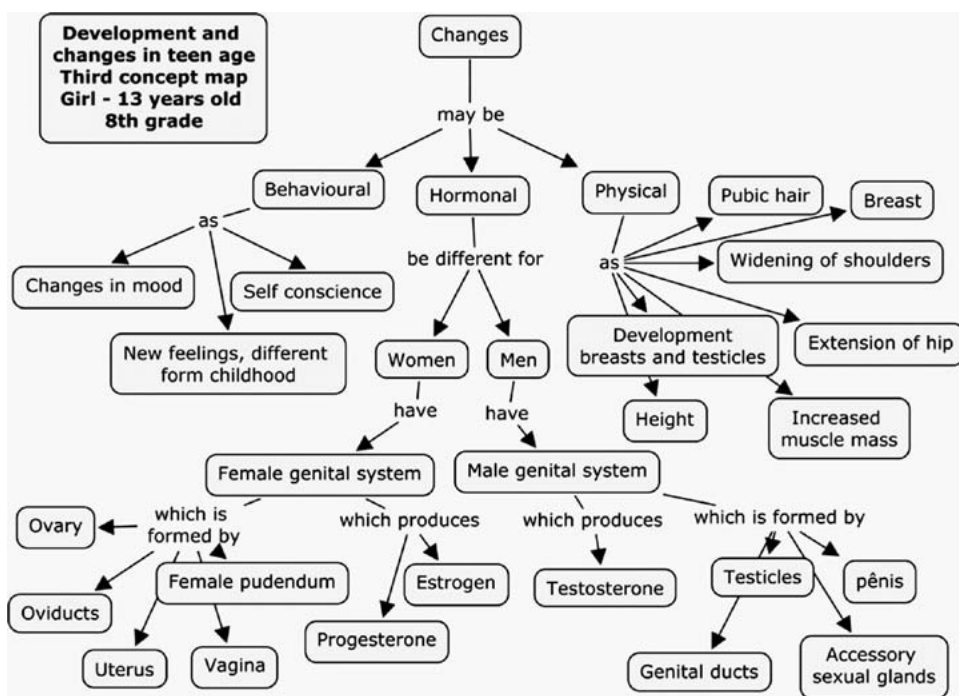 Development and
changes in teen age
Third concept map
Girl - 13 years old
8th grade
Changes
may be
Behavioural
Hormonal
Physical
Pubic hair
Breast
as
be different for
as
Widening of shoulders
Changes in mood
Self conscience
New feelings, different
form childhood
Women
Men
Development
breasts and testicles
Extension of hip
have
have
Height
Increased
muscle mass
Female genital system
Male genital system
Ovary
which is
formed by
which produces
which produces
which is formed by
Oviducts
Female pudendum
Estrogen
Testosterone
Testicles
pênis
Uterus
Vagina
Progesterone
Genital ducts
Accessory
sexual glands